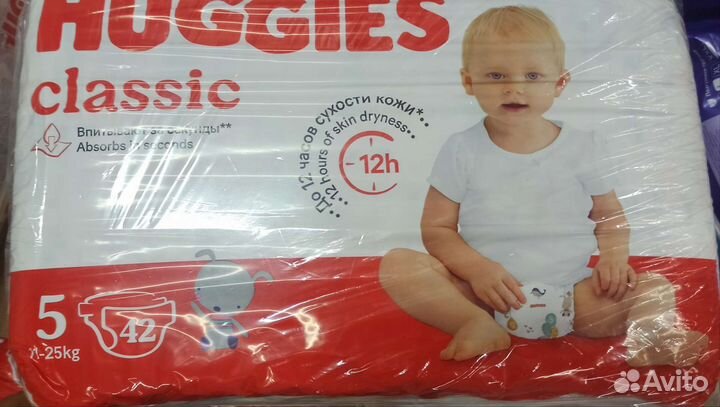 HUGGIES
classic
Впитывают за секунды**
Absorbs in seconds
До 12 часов сухости кожи*
12 hours of skin dryness
12h
5
42
-25kg
Avito